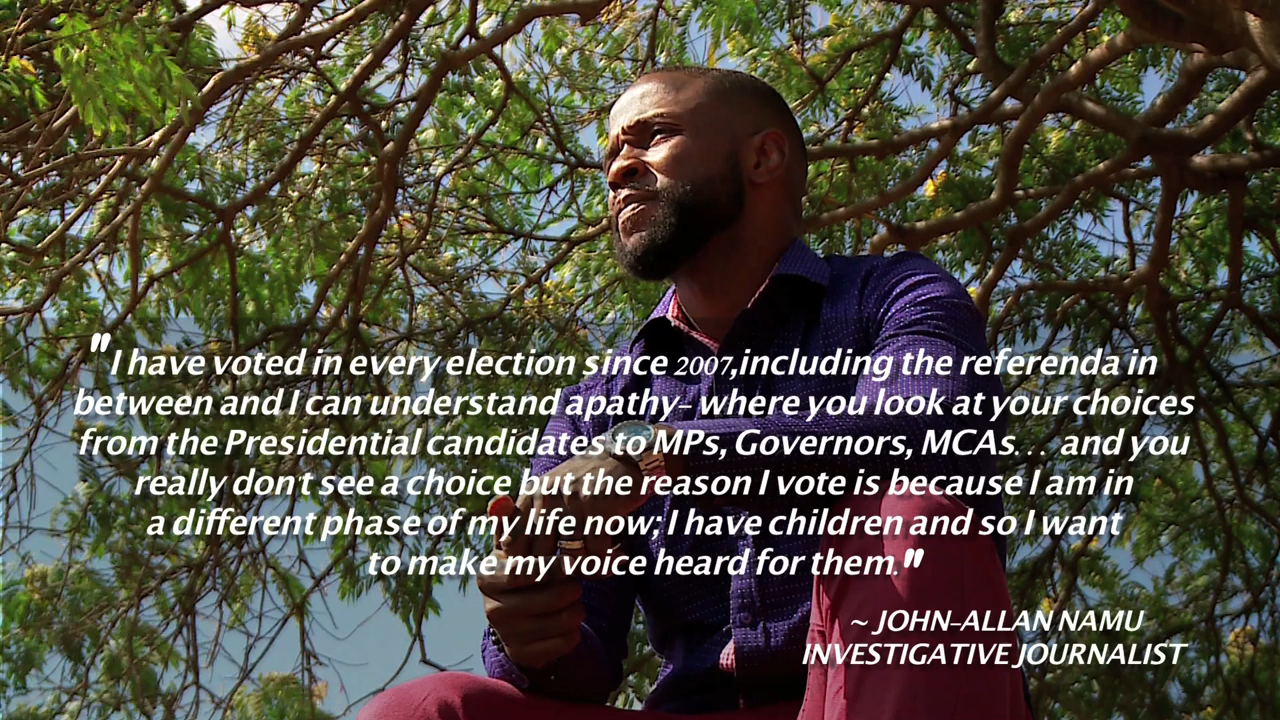 "I have voted in every election since 2007,including the referenda in
between and I can understand apathy– where you look at your choices
from the Presidential candidates to MPs, Governors, MCAs... and you
really don't see a choice but the reason I vote is because I am in
a different phase of my life now; I have children and so I want
to make my voice heard for them."
~ JOHN–ALLAN NAMU
INVESTIGATIVE JOURNALIST